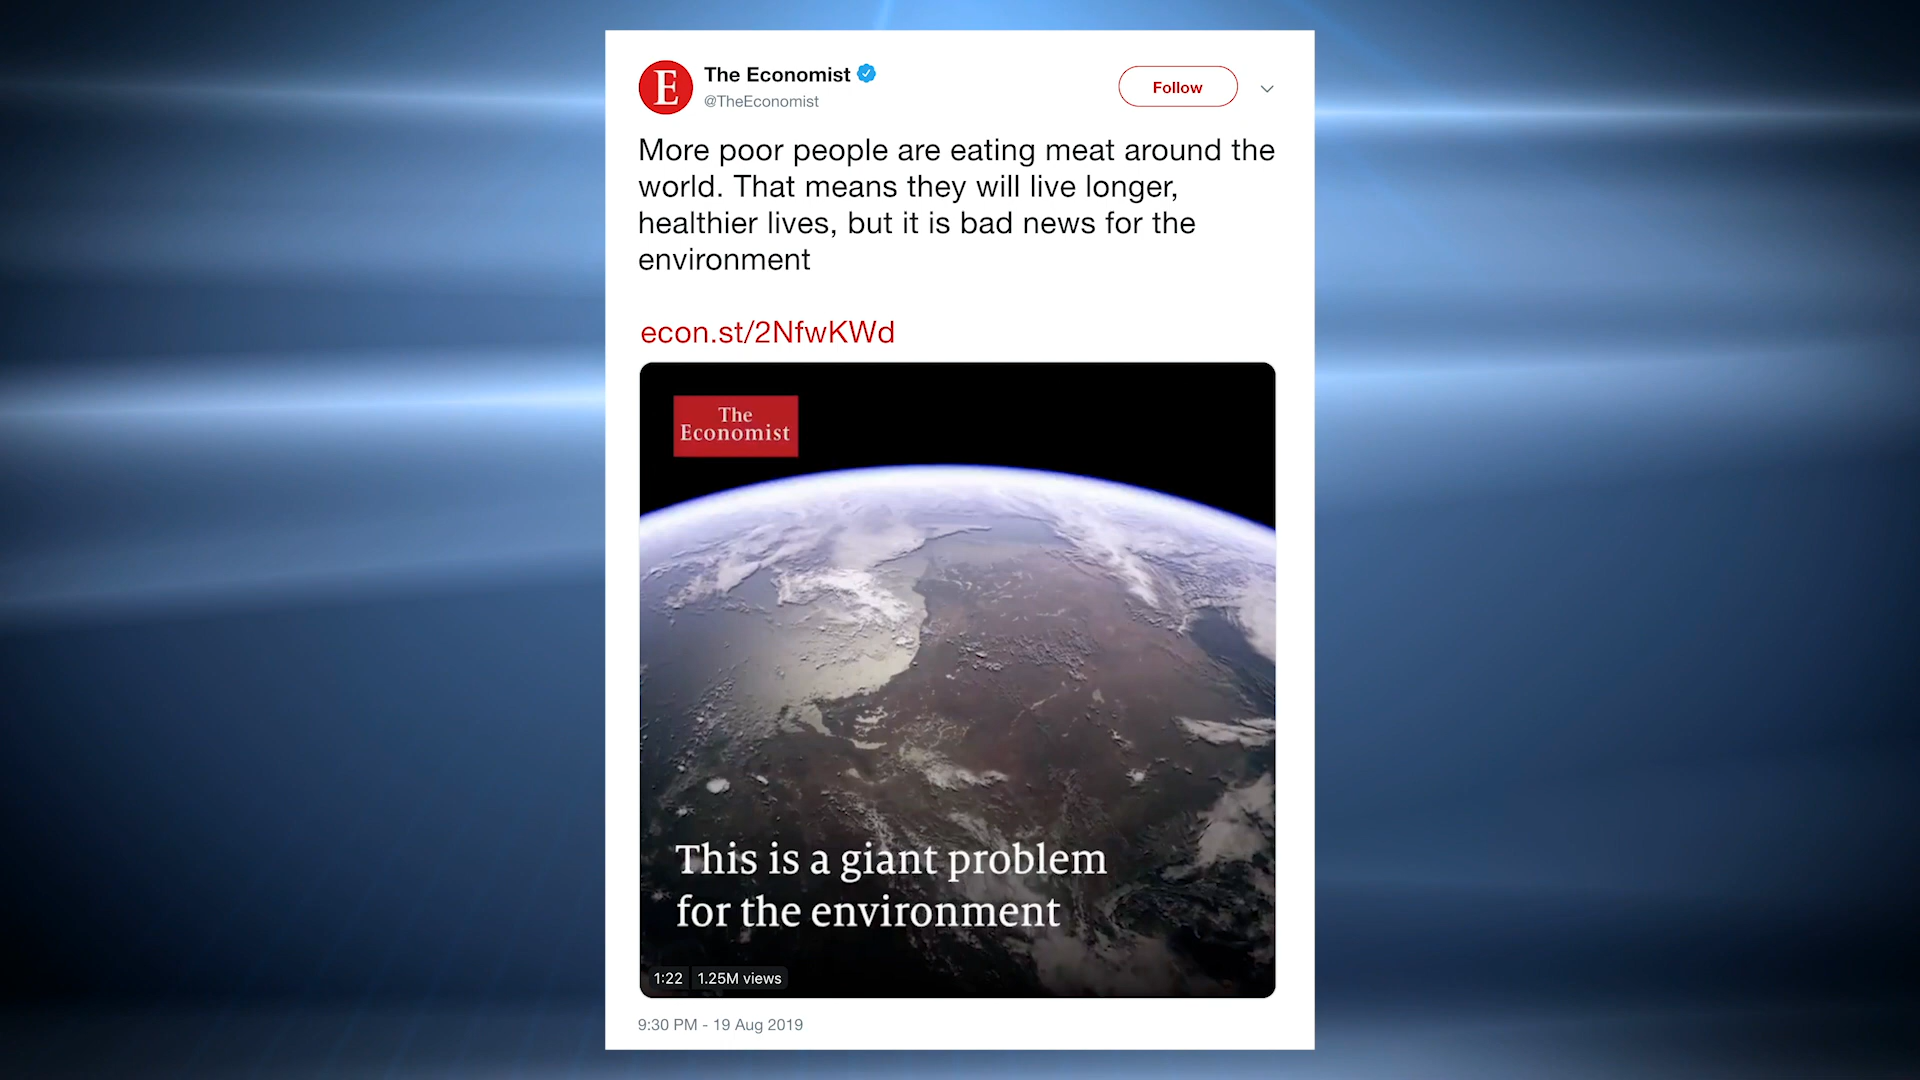 E
The Economist
@TheEconomist
Follow
More poor people are eating meat around the
world. That means they will live longer,
healthier lives, but it is bad news for the
environment
econ.st/2NfwKWd
The
Economist
This is a giant problem
for the environment
1:22 1.25M views
9:30 PM - 19 Aug 2019